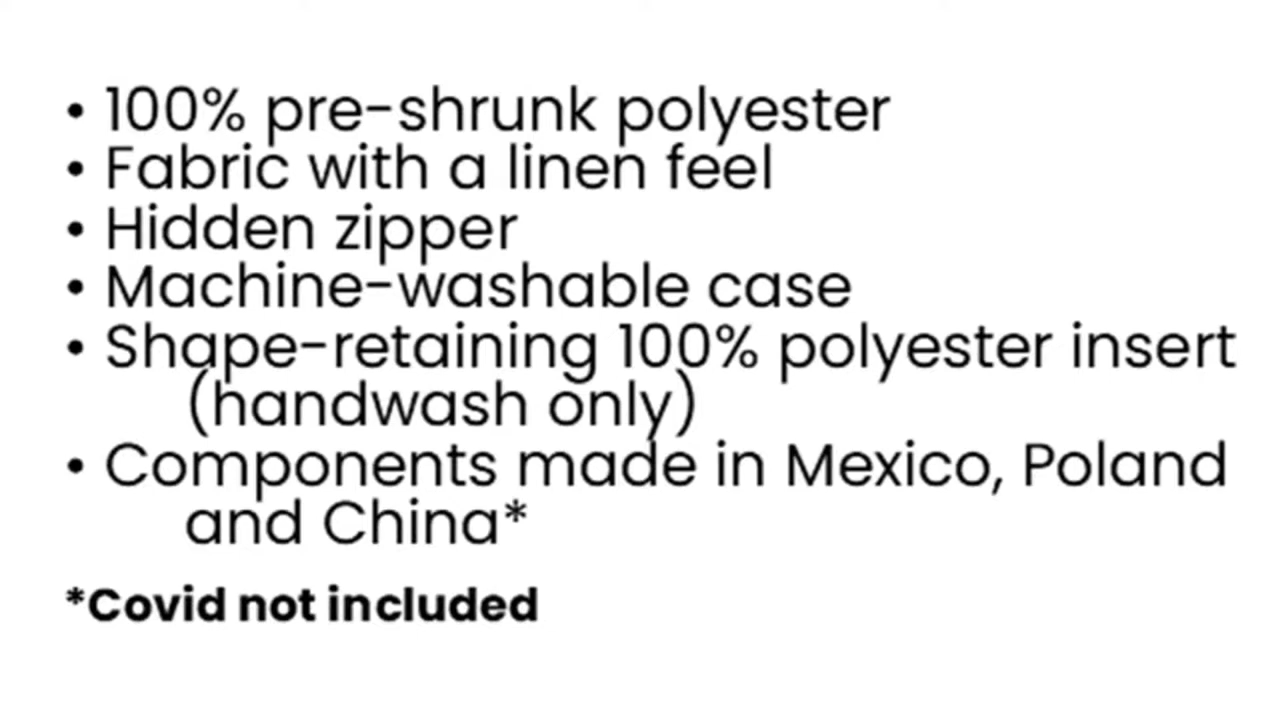 • 100% pre-shrunk polyester
• Fabric with a linen feel
• Hidden zipper
• Machine-washable case
• Shape-retaining 100% polyester insert
(handwash only)
• Components made in Mexico, Poland
and China*
*Covid not included